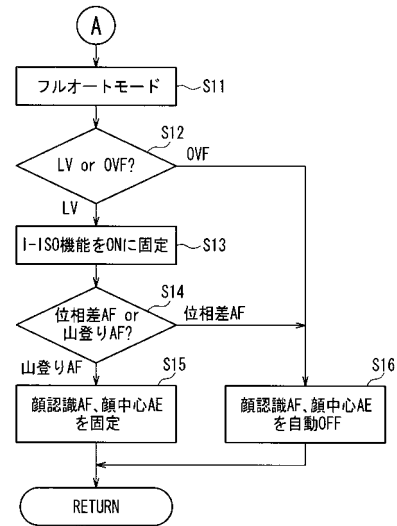 A
フルオートモード
S11
S12
LV or OVF?
OVF
LV
I-ISO機能をONに固定
S13
S14
位相差AF or
山登りAF?
位相差AF
山登りAF
S15
顔認識AF、顔中心AE
を固定
S16
顔認識AF、顔中心AE
を自動OFF
RETURN